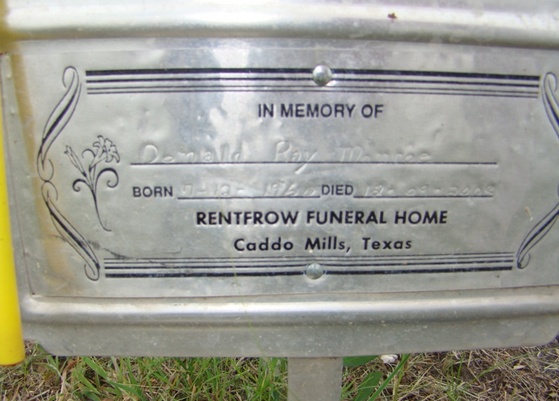 IN MEMORY OF
Donald Ray
BORN DIED
RENTFROW FUNERAL HOME
Caddo Mills, Texas